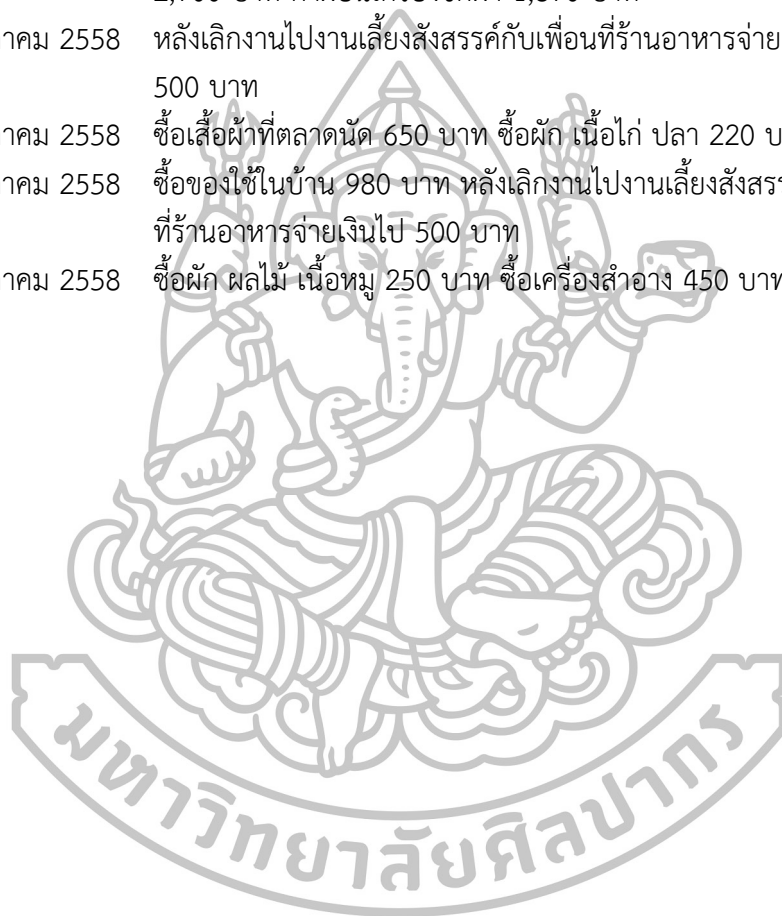 าคม 2558 หลังเลิกงานไปงานเลี้ยงสังสรรค์กับเพื่อนที่ร้านอาหารจ่าย
500 บาท
าคม 2558 ซื้อเสื้อผ้าที่ตลาดนัด 650 บาท ซื้อผัก เนื้อไก่ ปลา 220 บ
าคม 2558 ซื้อของใช้ในบ้าน 980 บาท หลังเลิกงานไปงานเลี้ยงสังสร
ที่ร้านอาหารจ่ายเงินไป 500 บาท
าคม 2558 ซื้อผัก ผลไม้ เนื้อหมู 250 บาท ซื้อเครื่องสำอาง 450 บาท
มหาวิทยาลัยศิลปากร